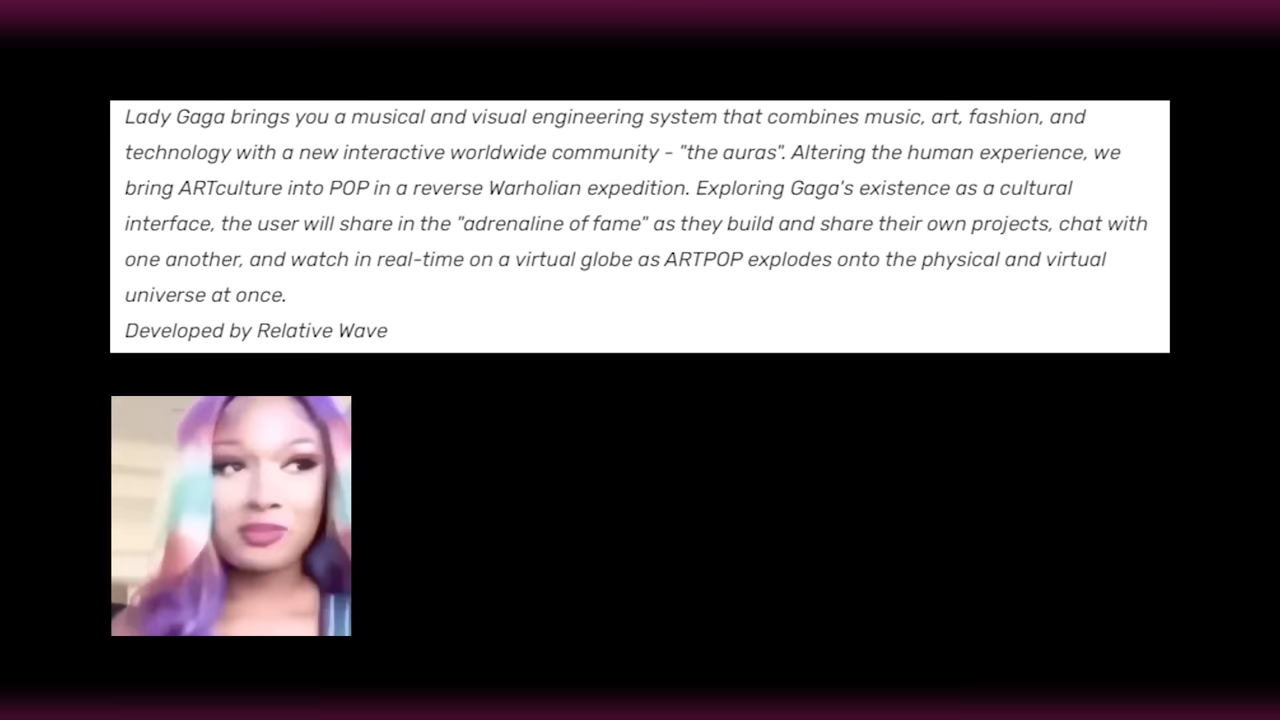 Lady Gaga brings you a musical and visual engineering system that combines music, art, fashion, and
technology with a new interactive worldwide community - "the auras". Altering the human experience, we
bring ARTculture into POP in a reverse Warholian expedition. Exploring Gaga's existence as a cultural
interface, the user will share in the "adrenaline of fame" as they build and share their own projects, chat with
one another, and watch in real-time on a virtual globe as ARTPOP explodes onto the physical and virtual
universe at once.
Developed by Relative Wave